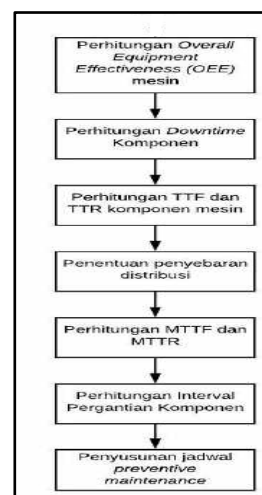 Perhitungan Overall
Equipment
Effectiveness (OEE)
mesin
Perhitungan Downtime
Komponen
Perhitungan TTF dan
TTR komponen mesin
Penentuan penyebaran
distribusi
Perhitungan MTTF dan
MTTR
Perhitungan Interval
Pergantian Komponen
Penyusunan jadwal
preventive
maintenance